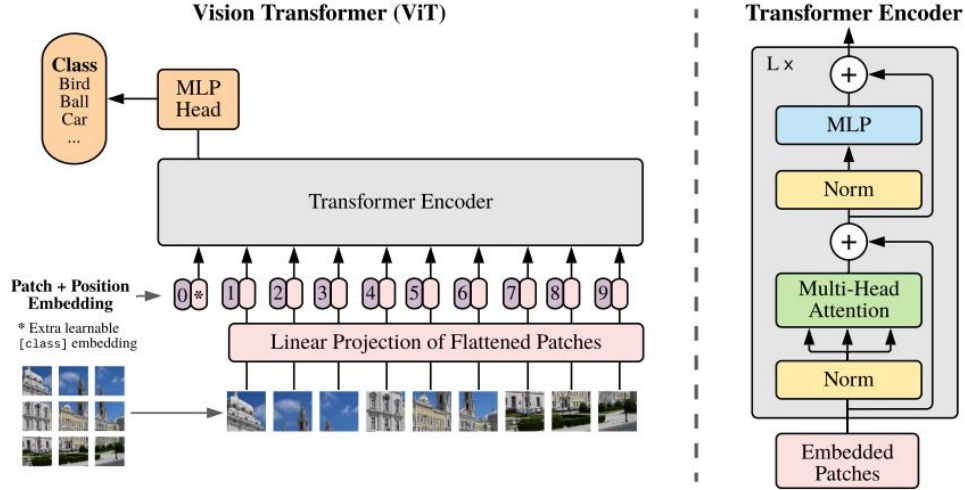 Vision Transformer (ViT)
Class
Bird
Ball
Car
...
MLP
Head
Transformer Encoder
Patch + Position
Embedding
0 * 1 2 3 4 5 6 7 8 9
* Extra learnable
[class] embedding
Linear Projection of Flattened Patches
Transformer Encoder
L ×
+
MLP
Norm
+
Multi-Head
Attention
Norm
Embedded
Patches